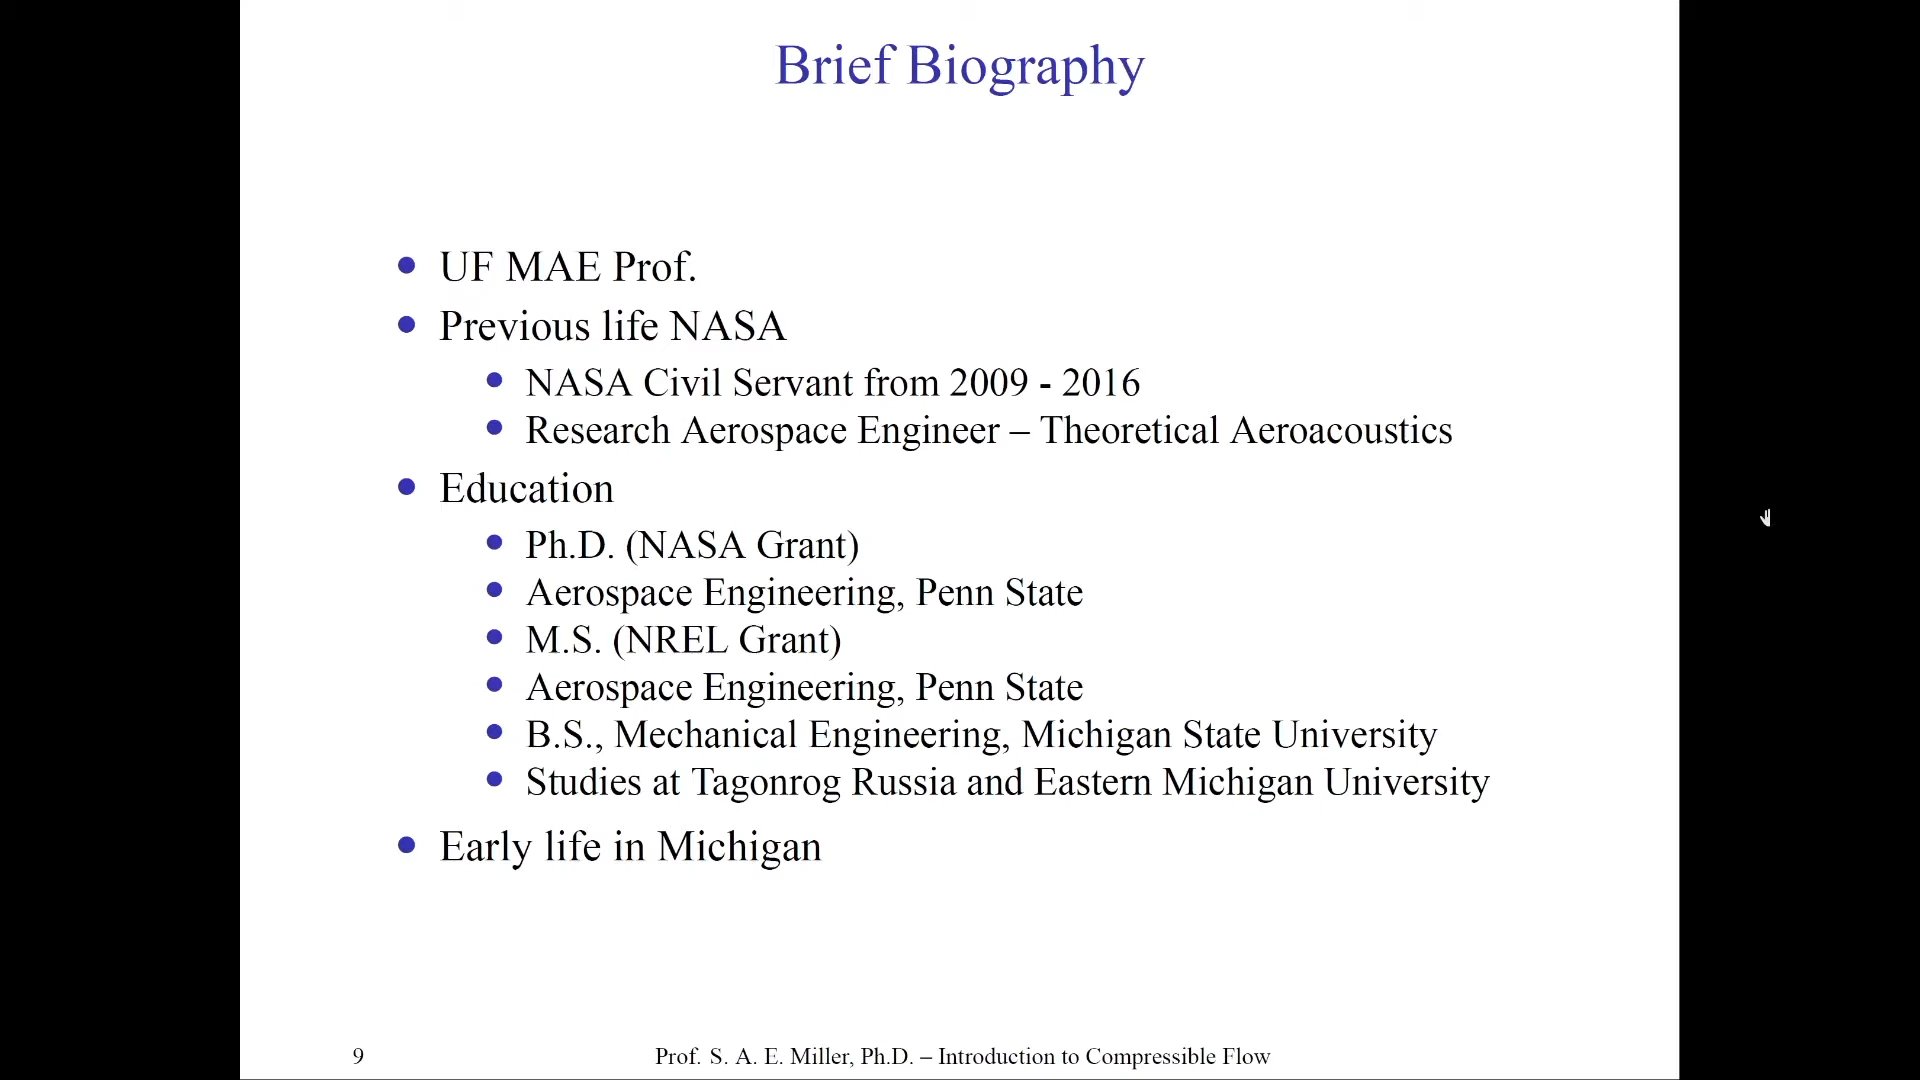 Brief Biography
UF MAE Prof.
Previous life NASA
NASA Civil Servant from 2009 - 2016
Research Aerospace Engineer – Theoretical Aeroacoustics
Education
Ph.D. (NASA Grant)
Aerospace Engineering, Penn State
M.S. (NREL Grant)
Aerospace Engineering, Penn State
B.S., Mechanical Engineering, Michigan State University
Studies at Tagonrog Russia and Eastern Michigan University
Early life in Michigan
9 Prof. S. A. E. Miller, Ph.D. – Introduction to Compressible Flow